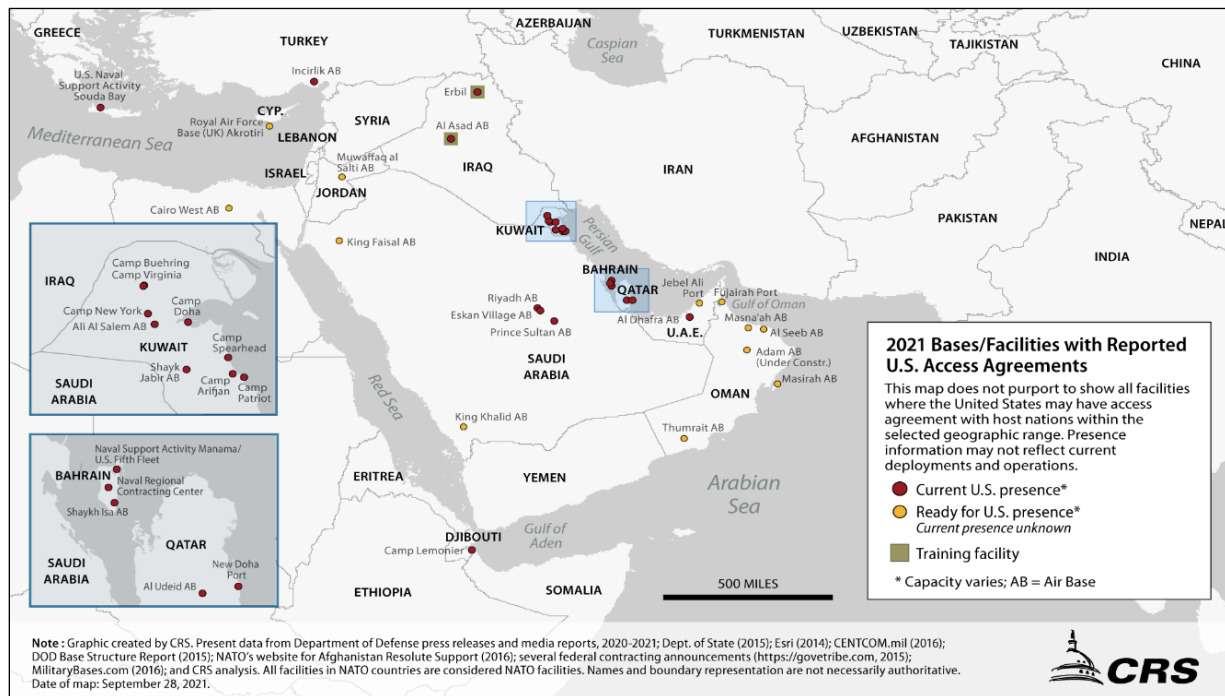 GREECE
TURKEY
AZERBAIJAN
Caspian
Sea
TURKMENISTAN
UZBEKISTAN
TAJIKISTAN
CHINA
U.S. Naval
Support Activity
Souda Bay
Incirlik AB
Erbil
CYP.
Royal Air Force
Base (UK) Akrotiri
SYRIA
LEBANON
Al Asad AB
AFGHANISTAN
Mediterranean Sea
ISRAEL
Muwaffaq al
Salti AB
IRAQ
IRAN
JORDAN
Cairo West AB
PAKISTAN
NEPAL
KUWAIT
Persian
Gulf
King Faisal AB
INDIA
BAHRAIN
QATAR
Jebel Ali
Port
Fujairah Port
Gulf of Oman
Riyadh AB
Eskan Village AB
Prince Sultan AB
Al Dhafra AB
U.A.E.
Masna'ah AB
Al Seeb AB
Adam AB
(Under Constr.)
SAUDI
ARABIA
Masirah AB
OMAN
Red Sea
King Khalid AB
Thumrait AB
ERITREA
YEMEN
Arabian
Sea
Gulf of
Aden
DJIBOUTI
Camp Lemonier
ETHIOPIA
SOMALIA
500 MILES
IRAQ
Camp Buehring
Camp Virginia
Camp New York
Camp
Doha
Ali Al Salem AB
KUWAIT
Camp
Spearhead
Shayk
Jabir AB
SAUDI
ARABIA
Camp
Arifjan
Camp
Patriot
Naval Support Activity Manama/
U.S. Fifth Fleet
BAHRAIN
Naval Regional
Contracting Center
Shaykh Isa AB
QATAR
SAUDI
ARABIA
New Doha
Port
Al Udeid AB
2021 Bases/Facilities with Reported
U.S. Access Agreements
This map does not purport to show all facilities
where the United States may have access
agreement with host nations within the
selected geographic range. Presence
information may not reflect current
deployments and operations.
Current U.S. presence*
Ready for U.S. presence*
Current presence unknown
Training facility
* Capacity varies; AB = Air Base
Note : Graphic created by CRS. Present data from Department of Defense press releases and media reports, 2020-2021; Dept. of State (2015); Esri (2014); CENTCOM.mil (2016);
DOD Base Structure Report (2015); NATO's website for Afghanistan Resolute Support (2016); several federal contracting announcements (https://govetribe.com, 2015);
MilitaryBases.com (2016); and CRS analysis. All facilities in NATO countries are considered NATO facilities. Names and boundary representation are not necessarily authoritative.
Date of map: September 28, 2021.
CRS